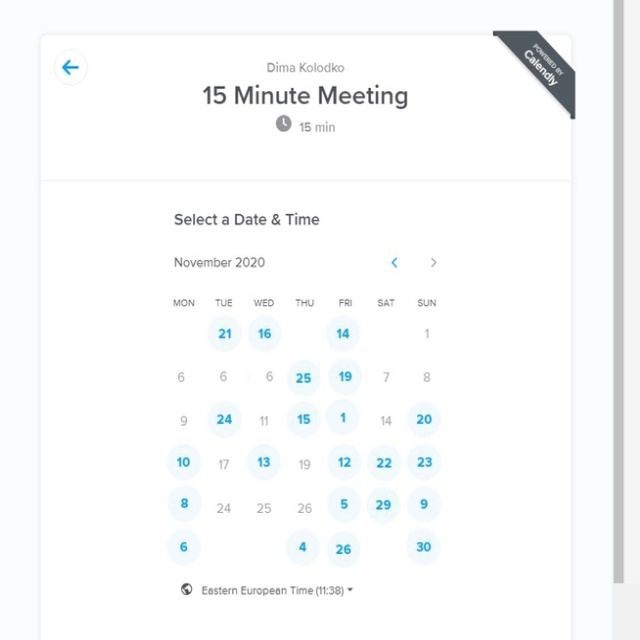 POWERED BY
Calendly
Dima Kolodko
15 Minute Meeting
15 min
Select a Date & Time
November 2020
MON TUE WED THU FRI SAT SUN
21 16 14 1
6 6 6 25 19 7 8
9 24 11 15 1 14 20
10 17 13 19 12 22 23
8 24 25 26 5 29 9
6 4 26 30
Eastern European Time (11:38)